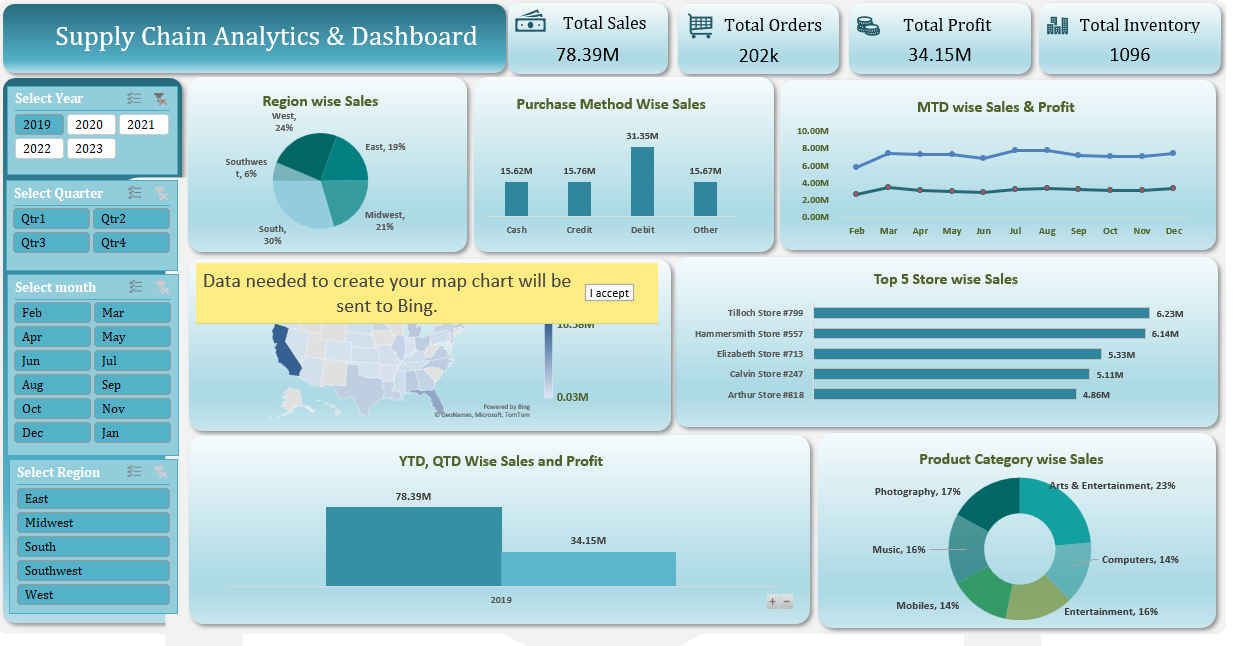 Supply Chain Analytics & Dashboard
Total Sales
78.39M
Total Orders
202k
Total Profit
34.15M
Total Inventory
1096
Select Year
2019
2020
2021
2022
2023
Select Quarter
Qtr1
Qtr2
Qtr3
Qtr4
Select month
Feb
Mar
Apr
May
Jun
Jul
Aug
Sep
Oct
Nov
Dec
Jan
Select Region
East
Midwest
South
Southwest
West
Region wise Sales
West,
24%
East, 19%
Southwes
t, 6%
Midwest,
21%
South,
30%
Purchase Method Wise Sales
31.35M
15.62M
15.76M
15.67M
Cash
Credit
Debit
Other
MTD wise Sales & Profit
10.00M
8.00M
6.00M
4.00M
2.00M
0.00M
Feb
Mar
Apr
May
Jun
Jul
Aug
Sep
Oct
Nov
Dec
Data needed to create your map chart will be
sent to Bing.
I accept
10.58M
0.03M
Powered by Bing
© GeoNames, Microsoft, TomTom
Top 5 Store wise Sales
Tilloch Store #799
6.23M
Hammersmith Store #557
6.14M
Elizabeth Store #713
5.33M
Calvin Store #247
5.11M
Arthur Store #818
4.86M
YTD, QTD Wise Sales and Profit
78.39M
34.15M
2019
+ −
Product Category wise Sales
Arts & Entertainment, 23%
Photography, 17%
Music, 16%
Computers, 14%
Mobiles, 14%
Entertainment, 16%